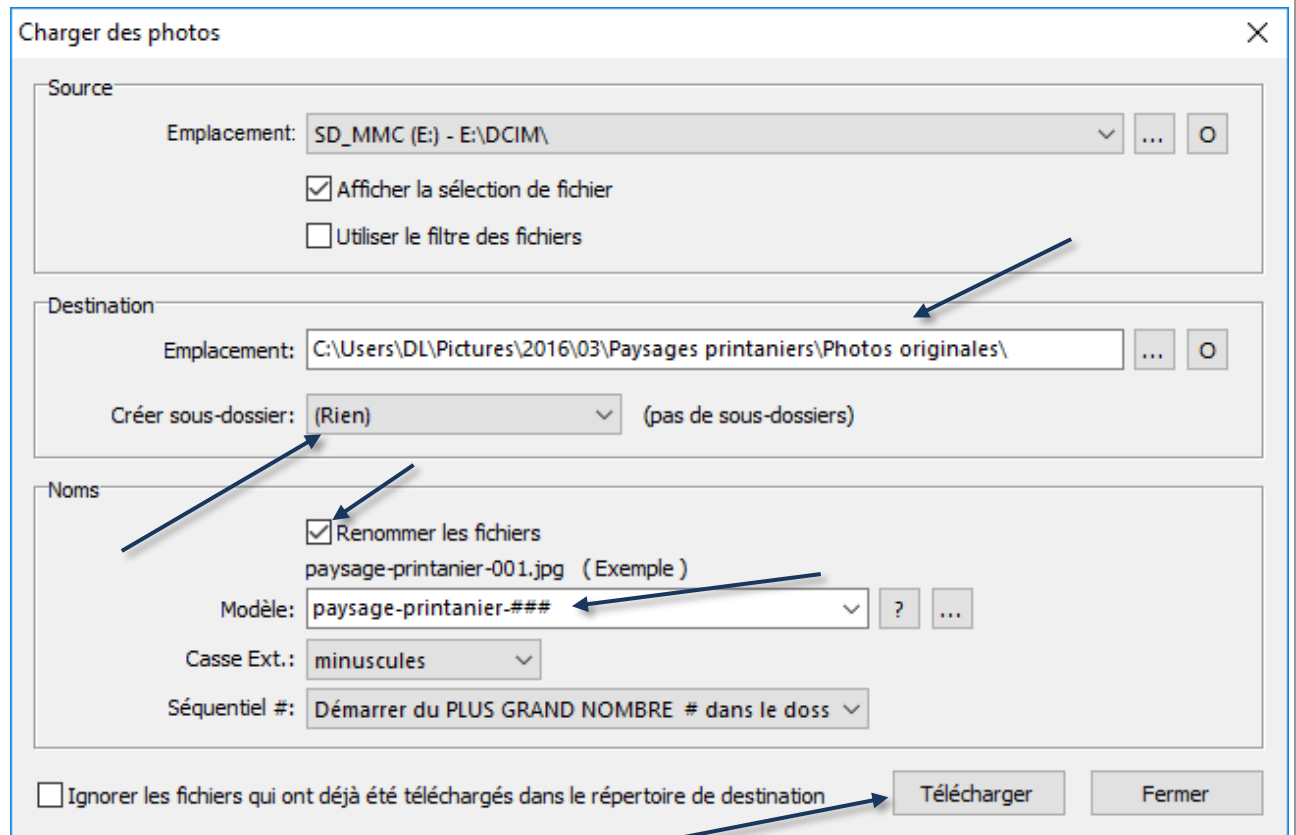 Charger des photos
Source
Emplacement: SD_MMC (E:) - E:\DCIM\ ... O
Afficher la sélection de fichier
Utiliser le filtre des fichiers
Destination
Emplacement: C:\Users\DL\Pictures\2016\03\Paysages printaniers\Photos originales\ ... O
Créer sous-dossier: (Rien) (pas de sous-dossiers)
Noms
Renommer les fichiers
paysage-printanier-001.jpg ( Exemple )
Modèle: paysage-printanier-### ? ...
Casse Ext.: minuscules
Séquentiel #: Démarrer du PLUS GRAND NOMBRE # dans le doss
Ignorer les fichiers qui ont déjà été téléchargés dans le répertoire de destination Télécharger Fermer